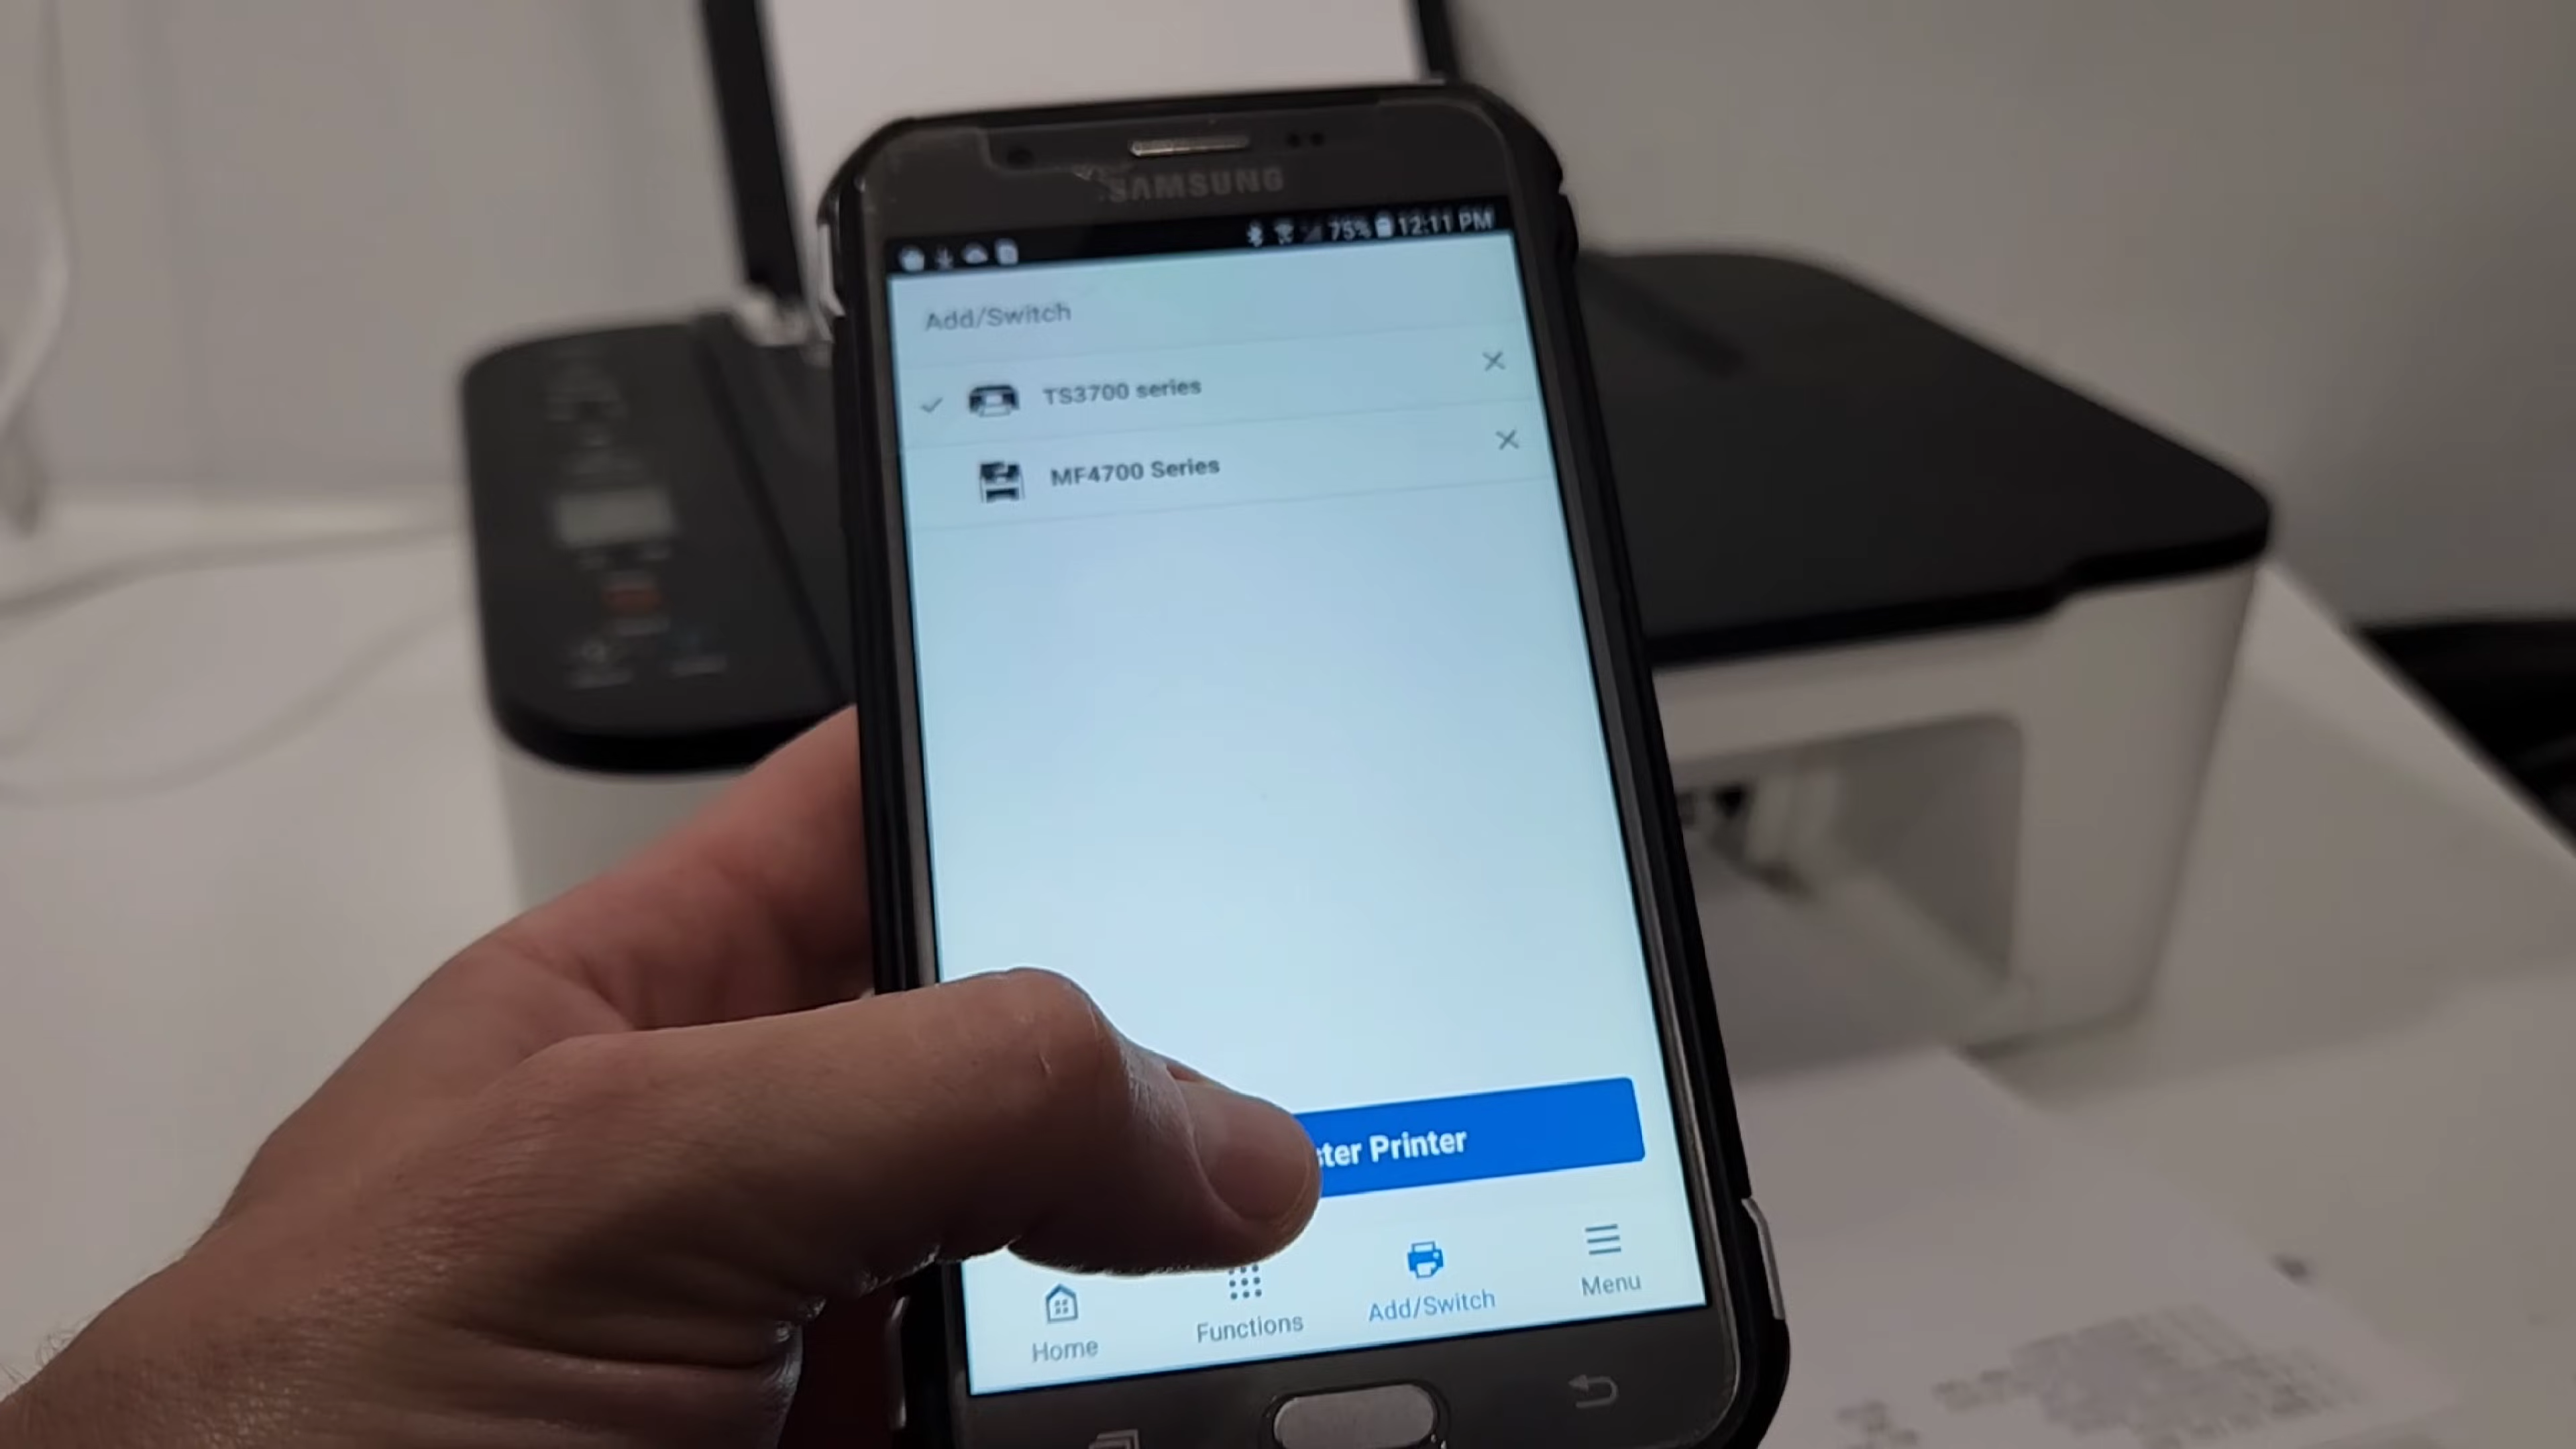 SAMSUNG
75% 12:11 PM
Add/Switch
TS3700 series
MF4700 Series
ster Printer
Home
Functions
Add/Switch
Menu